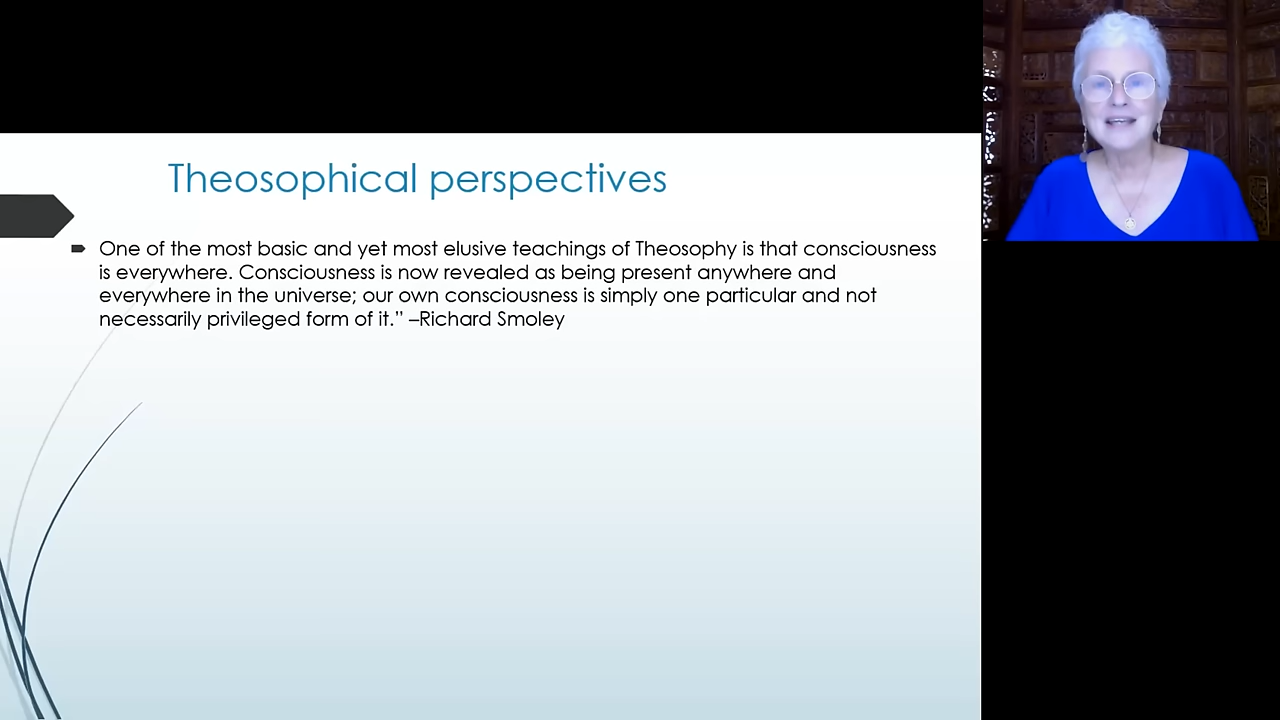 Theosophical perspectives
One of the most basic and yet most elusive teachings of Theosophy is that consciousness
is everywhere. Consciousness is now revealed as being present anywhere and
everywhere in the universe; our own consciousness is simply one particular and not
necessarily privileged form of it.” –Richard Smoley